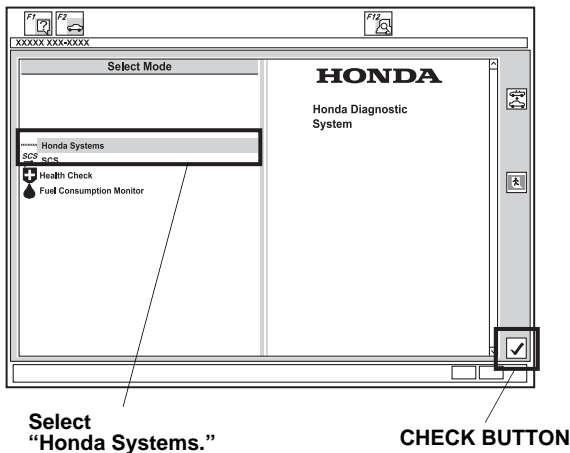 F1
F2
F12
XXXXX XXX-XXXX
Select Mode
HONDA
Honda Diagnostic
System
HONDA Honda Systems
SCS SCS
Health Check
Fuel Consumption Monitor
Select
“Honda Systems.”
CHECK BUTTON